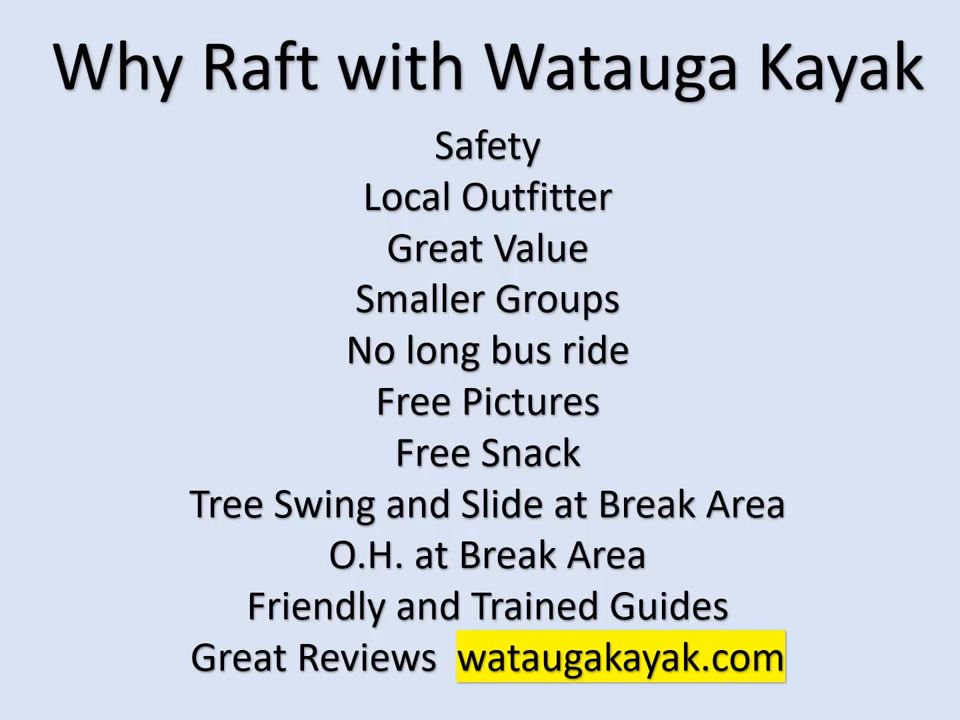 Why Raft with Watauga Kayak
Safety
Local Outfitter
Great Value
Smaller Groups
No long bus ride
Free Pictures
Free Snack
Tree Swing and Slide at Break Area
O.H. at Break Area
Friendly and Trained Guides
Great Reviews wataugakayak.com